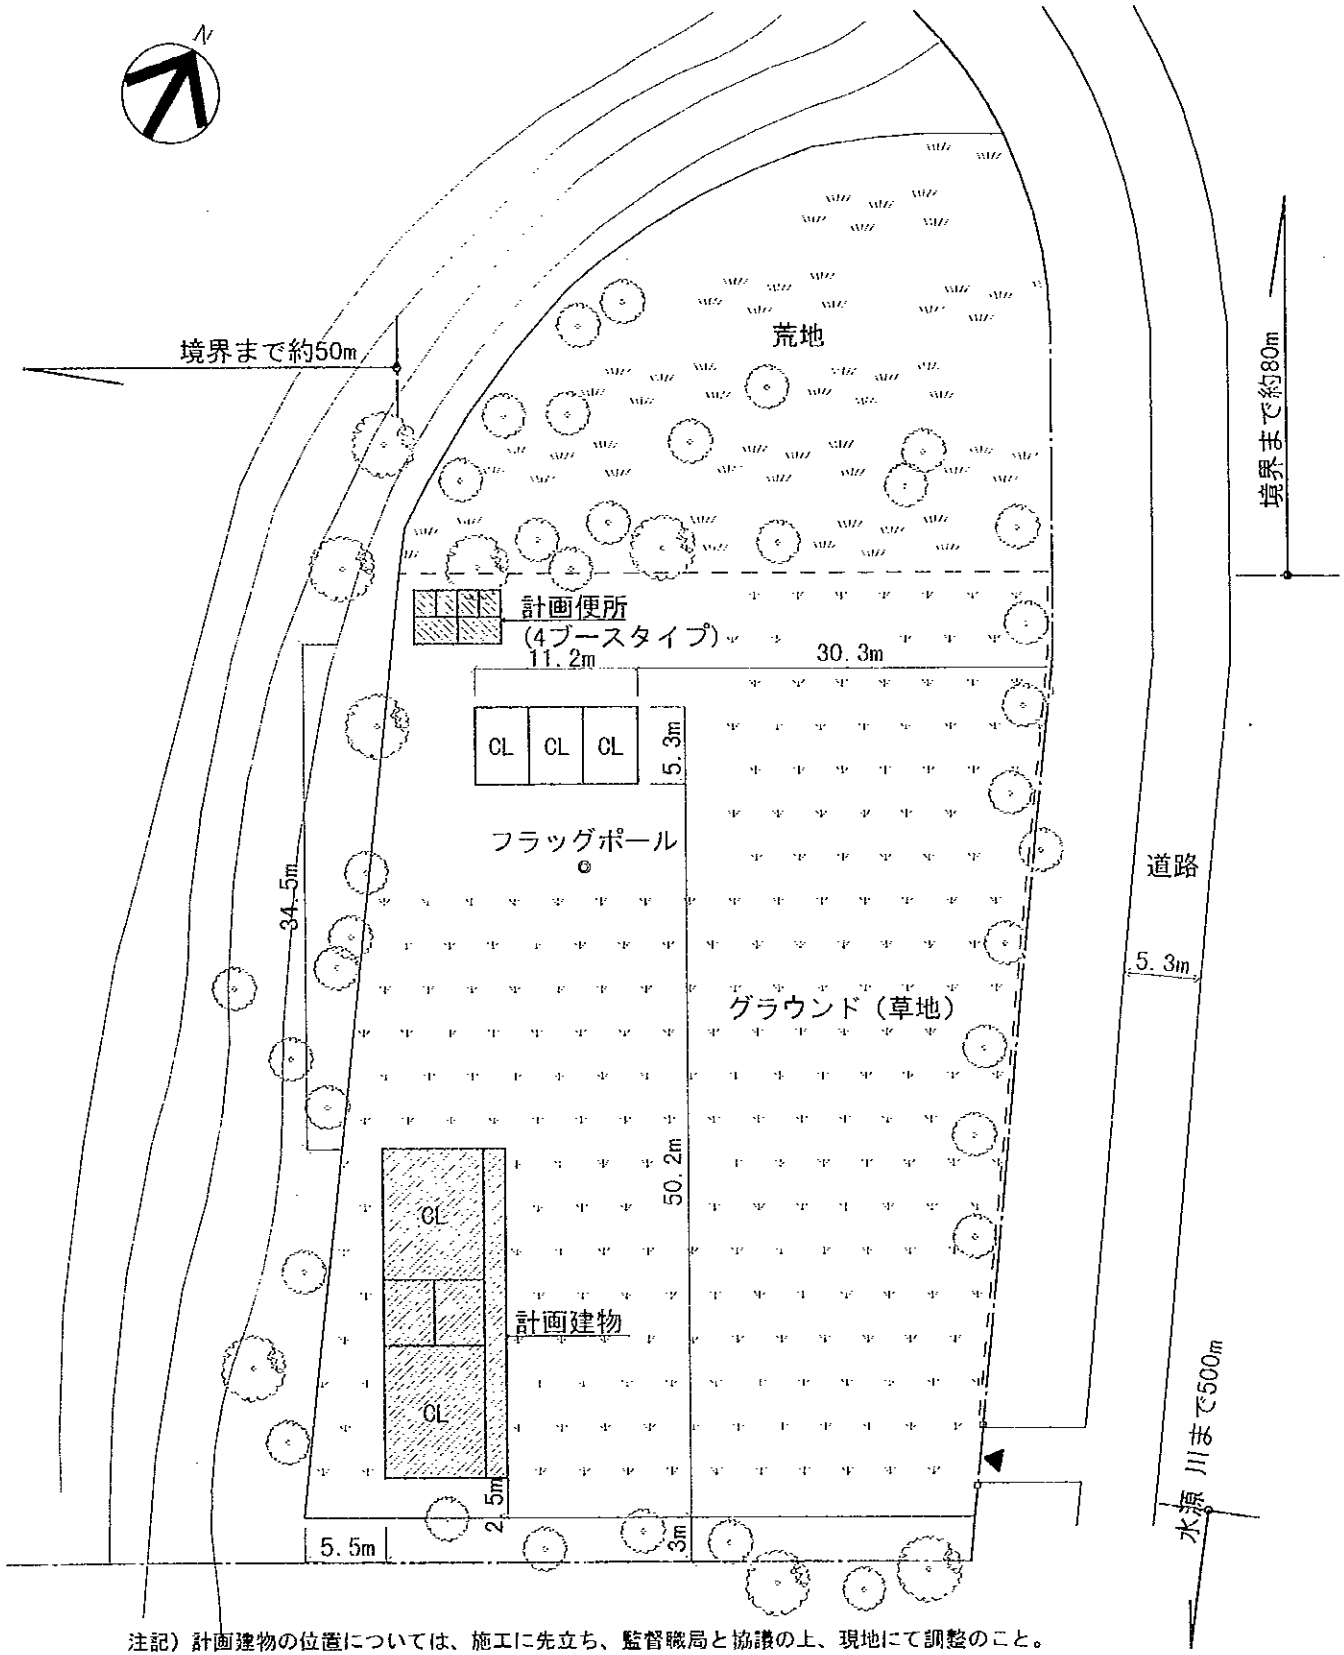 N
境界まで約50m
荒地
境界まで約80m
計画便所
(4ブースタイプ)
11.2m
30.3m
CL
CL
CL
5.3m
フラッグポール
34.5m
道路
5.3m
グラウンド（草地）
50.2m
CL
計画建物
CL
2.5m
5.5m
3m
水源 川まで500m
注記）計画建物の位置については、施工に先立ち、監督職局と協議の上、現地にて調整のこと。